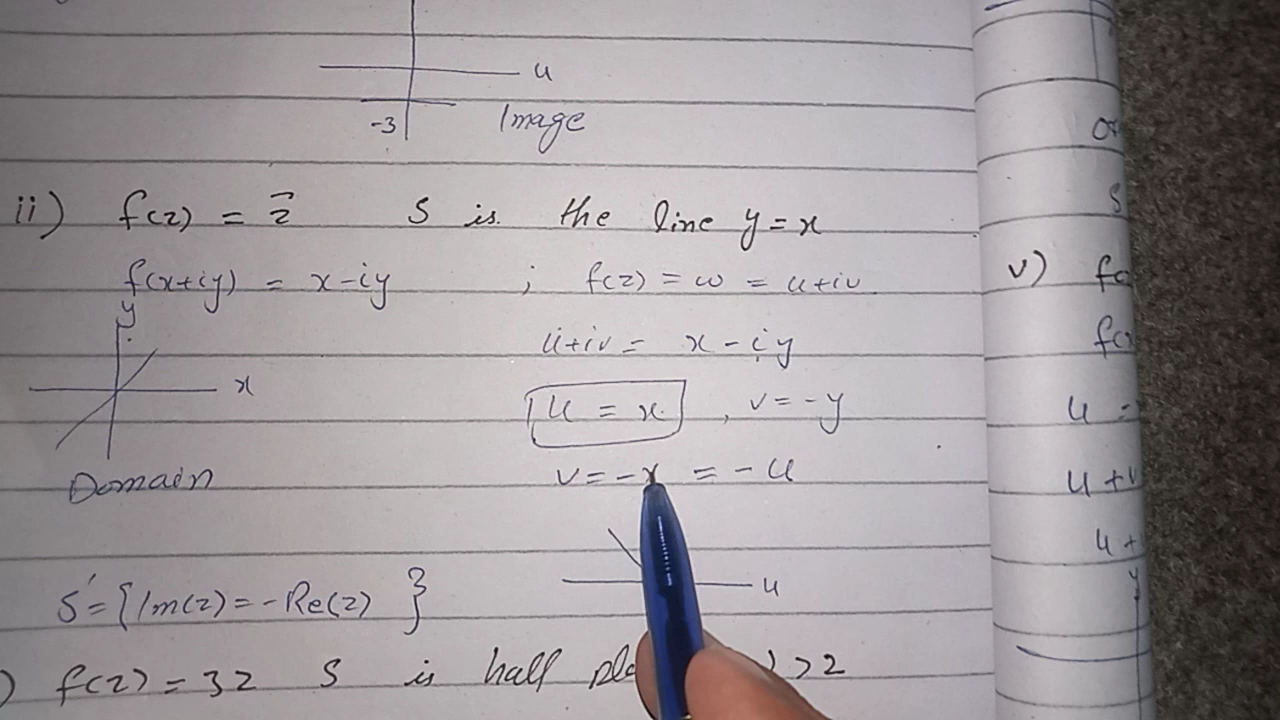 u
-3 Image
ii) f(z) = z̄ S is the line y = x
f(x+iy) = x-iy ; f(z) = w = u+iv
y
u+iv = x - iy
x
u = x , v = -y
Domain
v = -x = -u
u
S' = {Im(z) = -Re(z) }
) f(z) = 3z S is half ) > 2
S
v)
u =
u +
u +
y